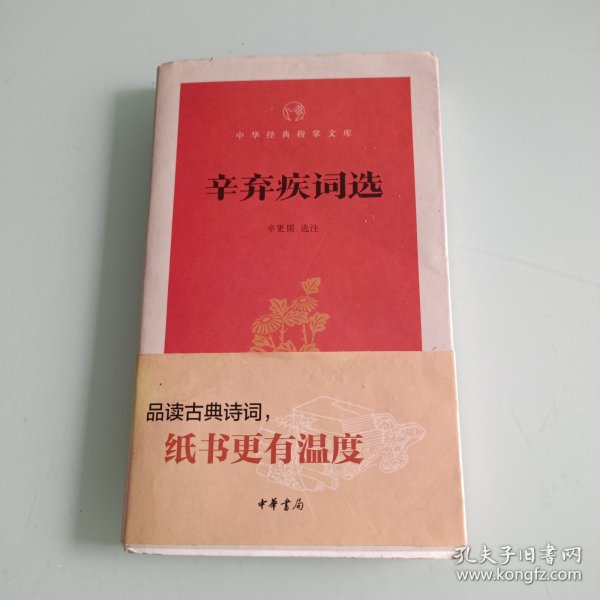 中华经典指掌文库
辛弃疾词选
辛更儒 选注
品读古典诗词，
纸书更有温度
中華書局
孔夫子旧书网
www.kongfz.com